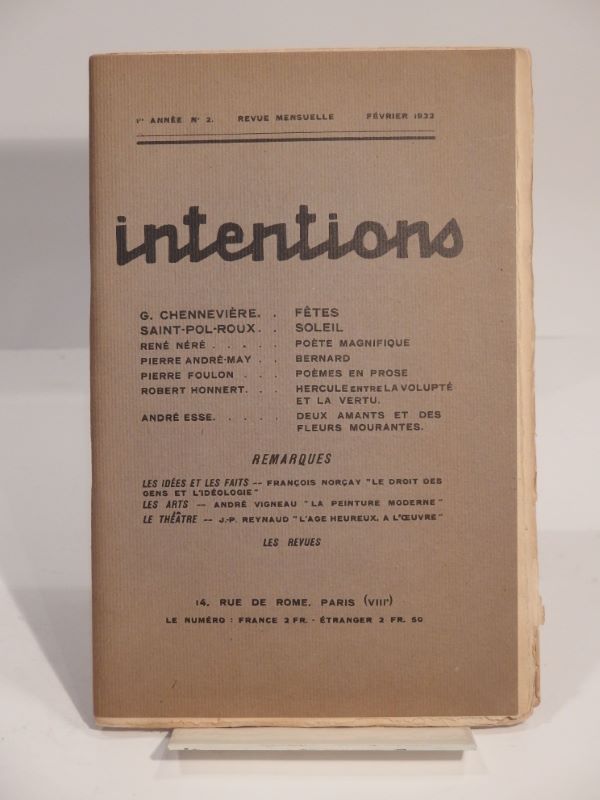 1re ANNÉE N° 2. REVUE MENSUELLE FÉVRIER 1922
intentions
G. CHENNEVIÈRE. . FÊTES
SAINT-POL-ROUX. . SOLEIL
RENÉ NÉRÉ . . . . . POÈTE MAGNIFIQUE
PIERRE ANDRÉ-MAY . . BERNARD
PIERRE FOULON . . . POÈMES EN PROSE
ROBERT HONNERT. . . HERCULE ENTRE LA VOLUPTÉ
ET LA VERTU.
ANDRÉ ESSE. . . . . DEUX AMANTS ET DES
FLEURS MOURANTES.
REMARQUES
LES IDÉES ET LES FAITS -- FRANÇOIS NORÇAY "LE DROIT DES
GENS ET L'IDÉOLOGIE"
LES ARTS -- ANDRÉ VIGNEAU "LA PEINTURE MODERNE"
LE THÉÂTRE -- J.-P. REYNAUD "L'AGE HEUREUX. A L'ŒUVRE"
LES REVUES
14, RUE DE ROME. PARIS (VIIIe)
LE NUMÉRO : FRANCE 2 FR. - ÉTRANGER 2 FR. 50